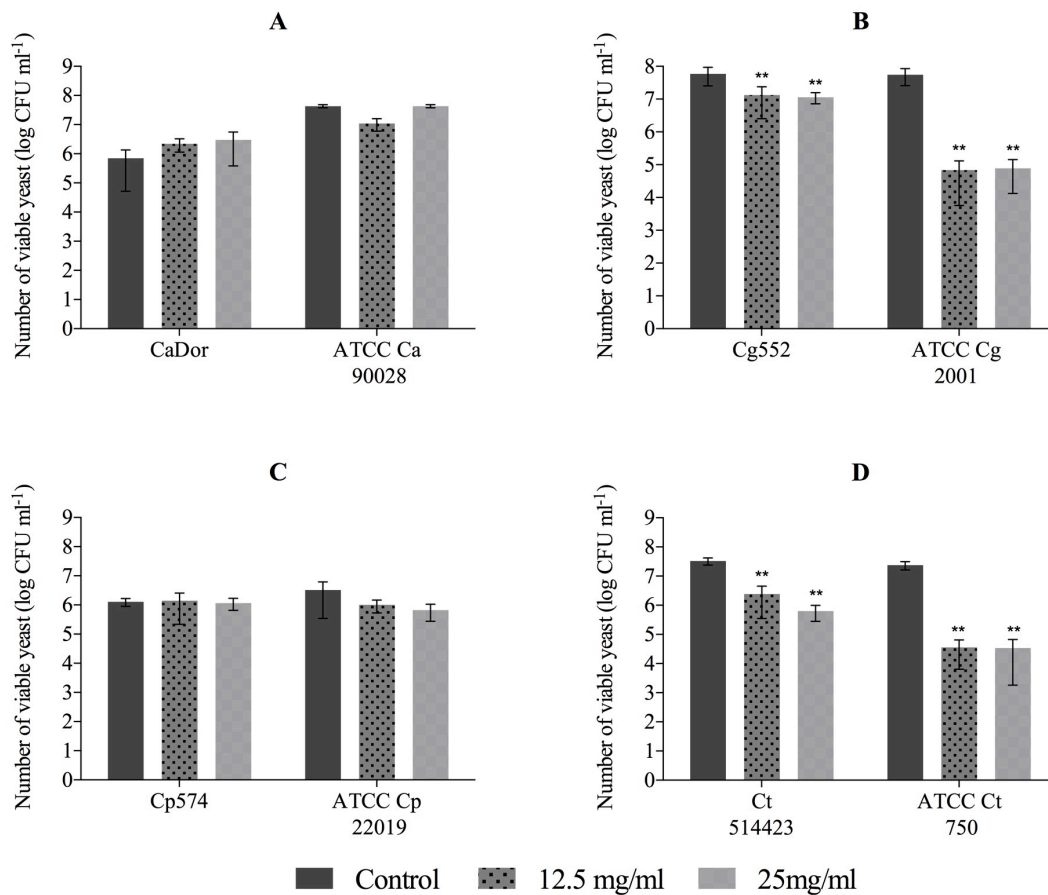 A
Number of viable yeast (log CFU ml-1)
9
8
7
6
5
4
3
2
1
0
CaDor
ATCC Ca
90028
B
Number of viable yeast (log CFU ml-1)
9
8
7
6
5
4
3
2
1
0
** ** ** **
Cg552
ATCC Cg
2001
C
Number of viable yeast (log CFU ml-1)
9
8
7
6
5
4
3
2
1
0
Cp574
ATCC Cp
22019
D
Number of viable yeast (log CFU ml-1)
9
8
7
6
5
4
3
2
1
0
** ** ** **
Ct
514423
ATCC Ct
750
Control 12.5 mg/ml 25mg/ml